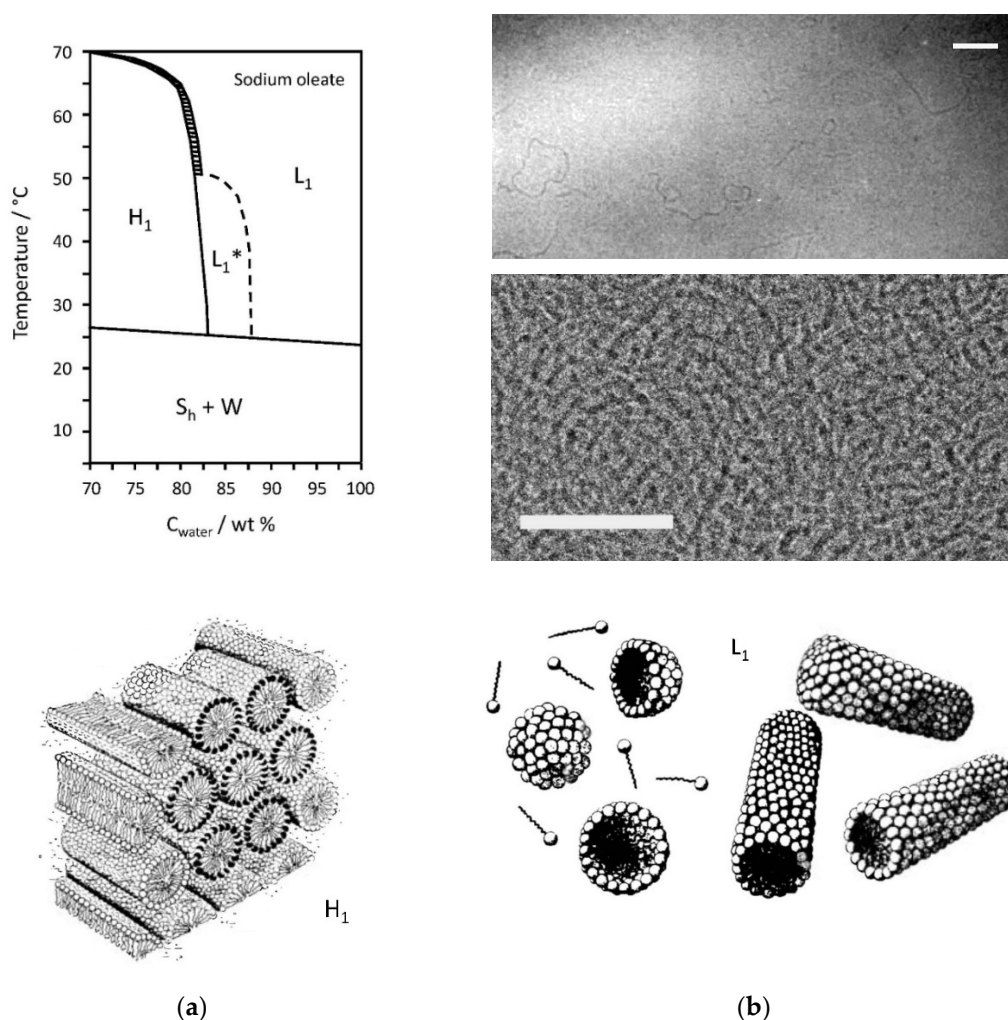 70
Sodium oleate
60
L₁
50
H₁
40
L₁*
30
20
Sₕ + W
10
Temperature / °C
70 75 80 85 90 95 100
C_water / wt %
H₁
L₁
(a)
(b)